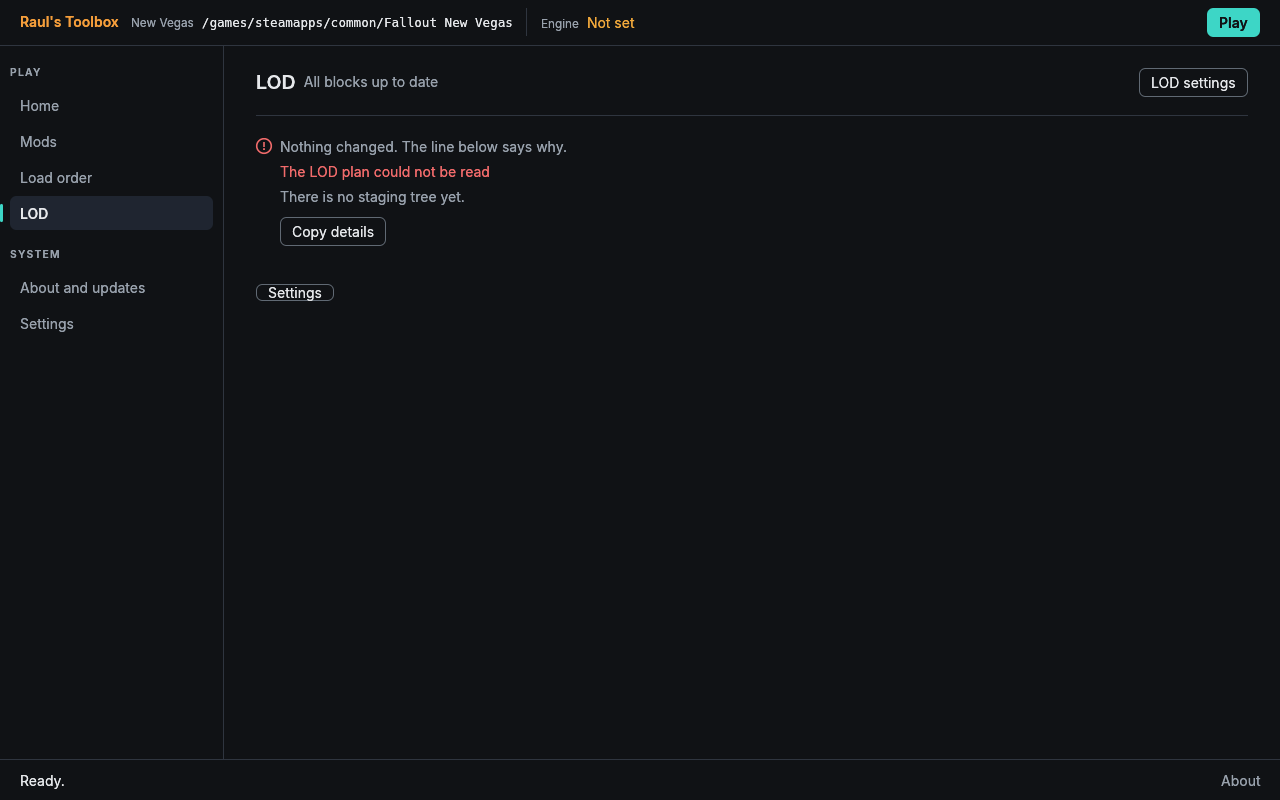 Raul's Toolbox New Vegas /games/steamapps/common/Fallout New Vegas Engine Not set Play
PLAY
Home
Mods
Load order
LOD
SYSTEM
About and updates
Settings
LOD All blocks up to date LOD settings
Nothing changed. The line below says why.
The LOD plan could not be read
There is no staging tree yet.
Copy details
Settings
Ready. About